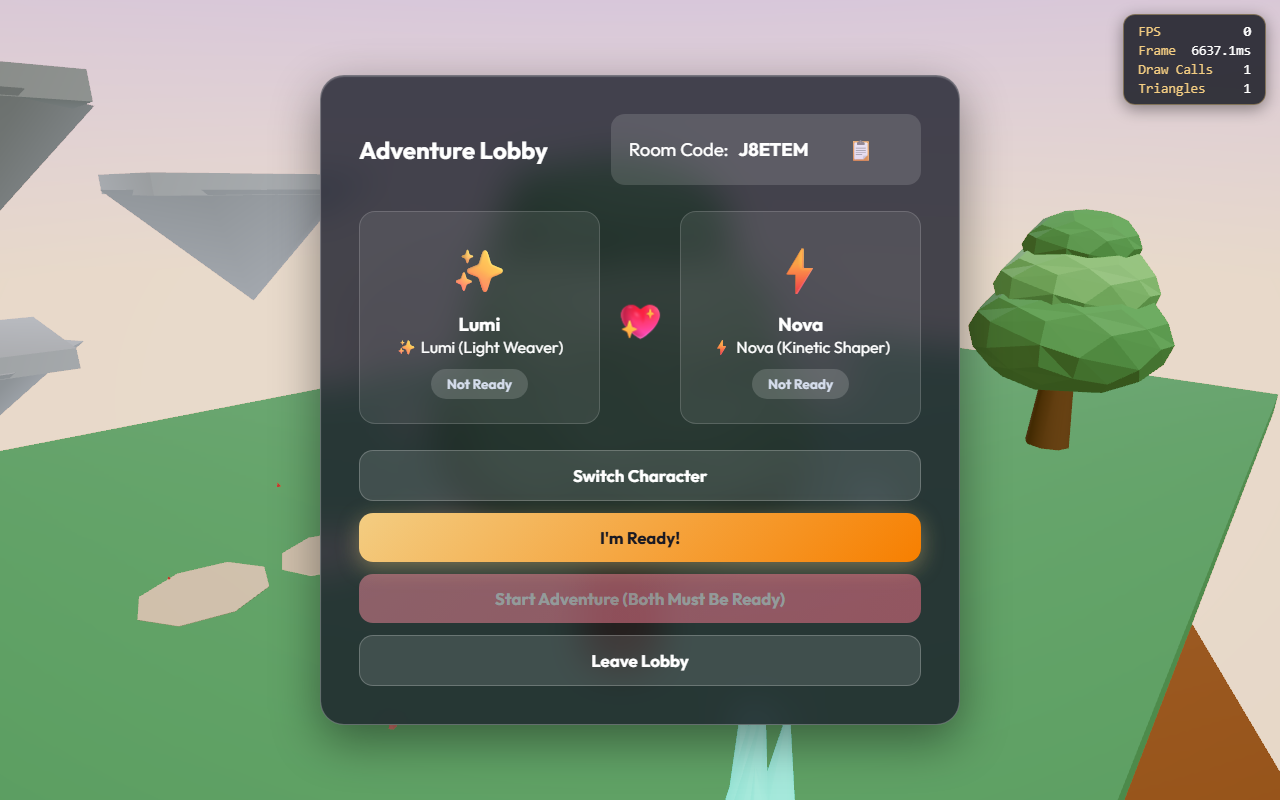 FPS 0
Frame 6637.1ms
Draw Calls 1
Triangles 1
Adventure Lobby
Room Code: J8ETEM
Lumi
Lumi (Light Weaver)
Not Ready
Nova
Nova (Kinetic Shaper)
Not Ready
Switch Character
I'm Ready!
Start Adventure (Both Must Be Ready)
Leave Lobby